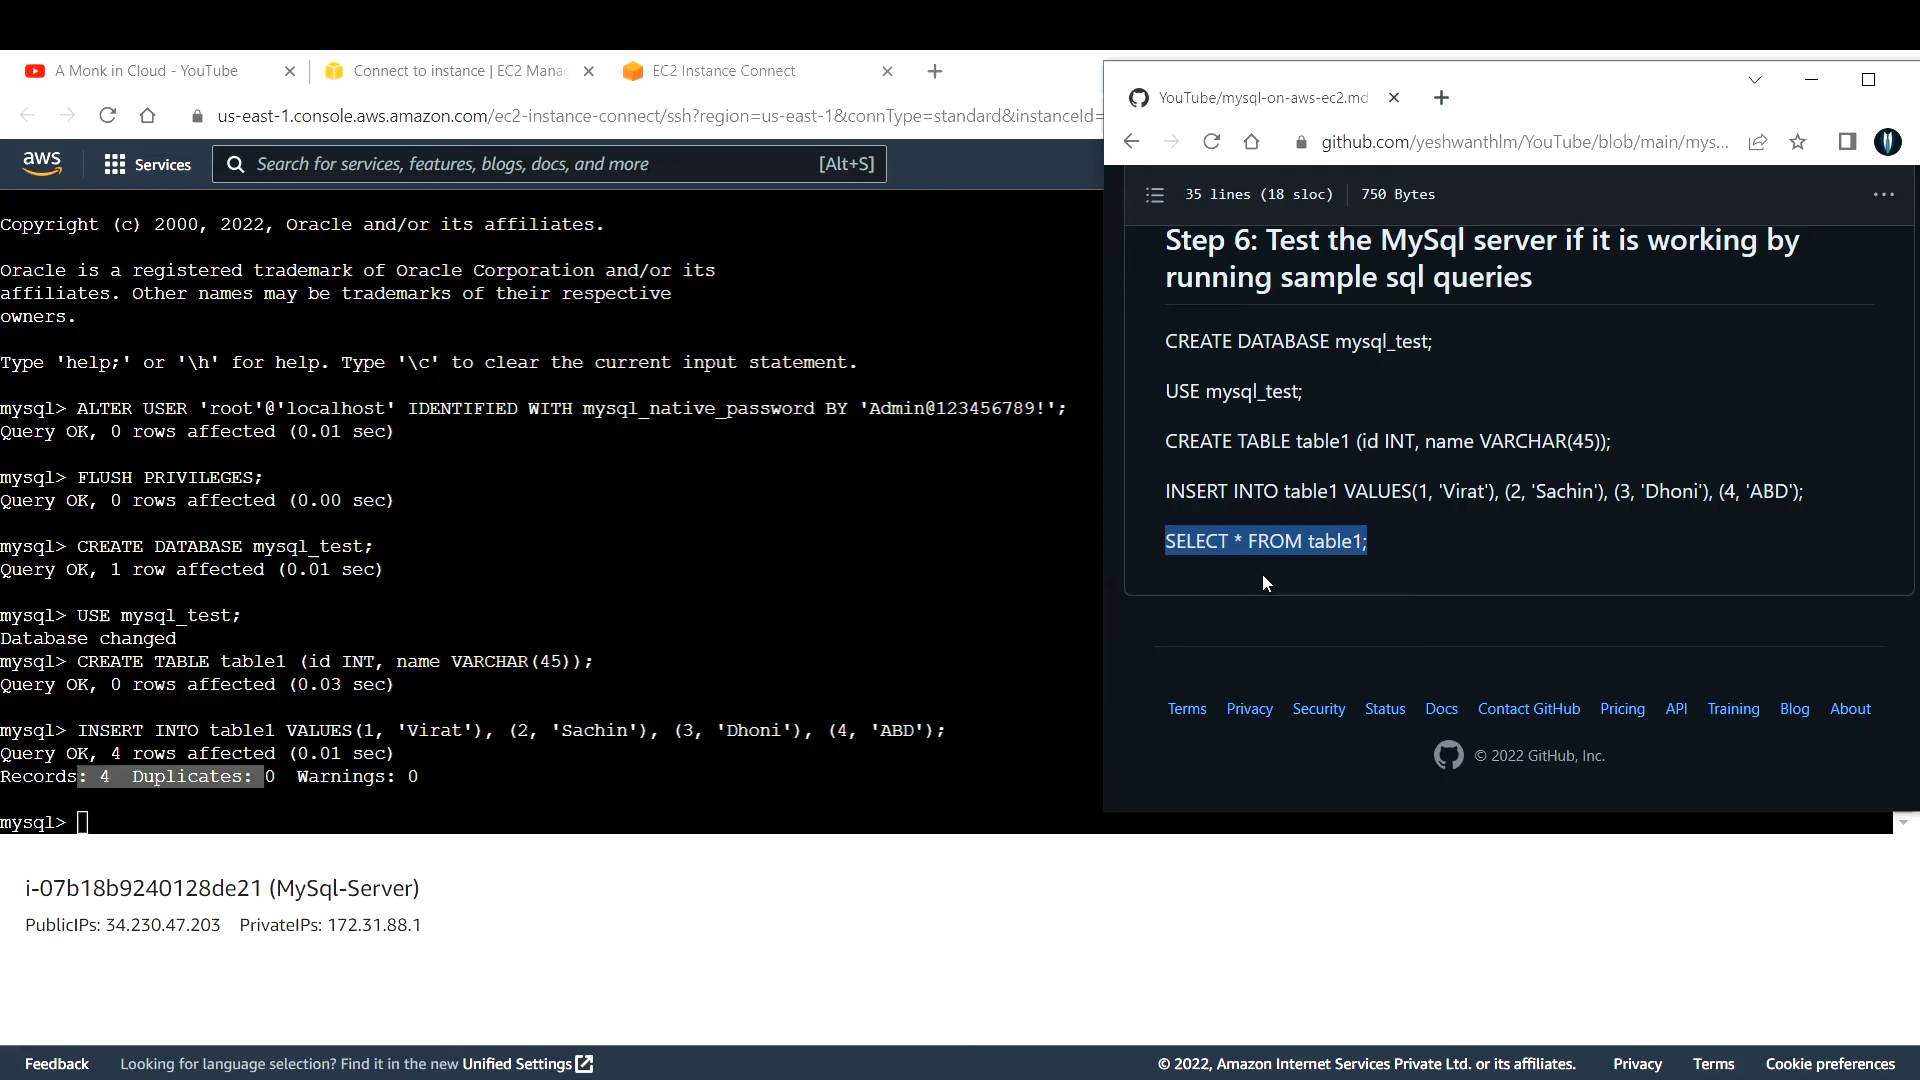 A Monk in Cloud - YouTube
Connect to instance | EC2 Mana
EC2 Instance Connect
us-east-1.console.aws.amazon.com/ec2-instance-connect/ssh?region=us-east-1&connType=standard&instanceId=
aws
Services
Search for services, features, blogs, docs, and more
[Alt+S]
Copyright (c) 2000, 2022, Oracle and/or its affiliates.
Oracle is a registered trademark of Oracle Corporation and/or its
affiliates. Other names may be trademarks of their respective
owners.
Type 'help;' or '\h' for help. Type '\c' to clear the current input statement.
mysql> ALTER USER 'root'@'localhost' IDENTIFIED WITH mysql_native_password BY 'Admin@123456789!';
Query OK, 0 rows affected (0.01 sec)
mysql> FLUSH PRIVILEGES;
Query OK, 0 rows affected (0.00 sec)
mysql> CREATE DATABASE mysql_test;
Query OK, 1 row affected (0.01 sec)
mysql> USE mysql_test;
Database changed
mysql> CREATE TABLE table1 (id INT, name VARCHAR(45));
Query OK, 0 rows affected (0.03 sec)
mysql> INSERT INTO table1 VALUES(1, 'Virat'), (2, 'Sachin'), (3, 'Dhoni'), (4, 'ABD');
Query OK, 4 rows affected (0.01 sec)
Records: 4  Duplicates: 0  Warnings: 0
mysql>
i-07b18b9240128de21 (MySql-Server)
PublicIPs: 34.230.47.203 PrivateIPs: 172.31.88.1
YouTube/mysql-on-aws-ec2.md
github.com/yeshwanthlm/YouTube/blob/main/mys...
35 lines (18 sloc)
750 Bytes
Step 6: Test the MySql server if it is working by
running sample sql queries
CREATE DATABASE mysql_test;
USE mysql_test;
CREATE TABLE table1 (id INT, name VARCHAR(45));
INSERT INTO table1 VALUES(1, 'Virat'), (2, 'Sachin'), (3, 'Dhoni'), (4, 'ABD');
SELECT * FROM table1;
Terms Privacy Security Status Docs Contact GitHub Pricing API Training Blog About
© 2022 GitHub, Inc.
Feedback
Looking for language selection? Find it in the new Unified Settings
© 2022, Amazon Internet Services Private Ltd. or its affiliates.
Privacy
Terms
Cookie preferences